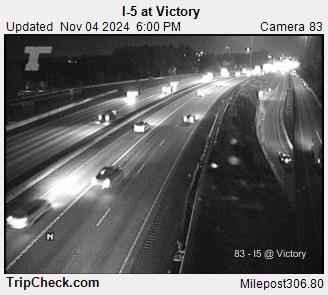 I-5 at Victory
Updated Nov 04 2024 6:00 PM Camera 83
T
N
83 - I5 @ Victory
TripCheck.com Milepost306.80